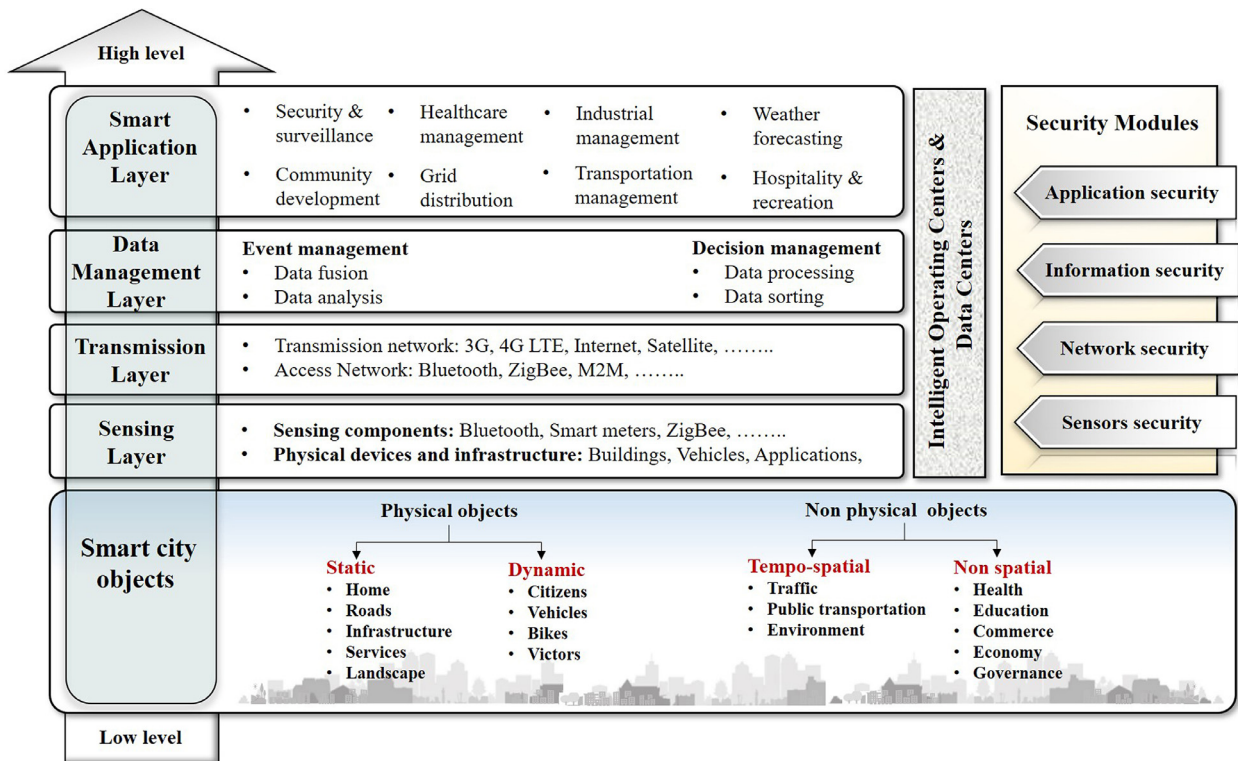 High level
Smart
Application
Layer
• Security &
surveillance
• Healthcare
management
• Industrial
management
• Weather
forecasting
• Community
development
• Grid
distribution
• Transportation
management
• Hospitality &
recreation
Data
Management
Layer
Event management
• Data fusion
• Data analysis
Decision management
• Data processing
• Data sorting
Transmission
Layer
• Transmission network: 3G, 4G LTE, Internet, Satellite, ……..
• Access Network: Bluetooth, ZigBee, M2M, ……..
Sensing
Layer
• Sensing components: Bluetooth, Smart meters, ZigBee, ……..
• Physical devices and infrastructure: Buildings, Vehicles, Applications,
Intelligent Operating Centers &
Data Centers
Security Modules
Application security
Information security
Network security
Sensors security
Smart city
objects
Physical objects
Static
• Home
• Roads
• Infrastructure
• Services
• Landscape
Dynamic
• Citizens
• Vehicles
• Bikes
• Victors
Non physical objects
Tempo-spatial
• Traffic
• Public transportation
• Environment
Non spatial
• Health
• Education
• Commerce
• Economy
• Governance
Low level